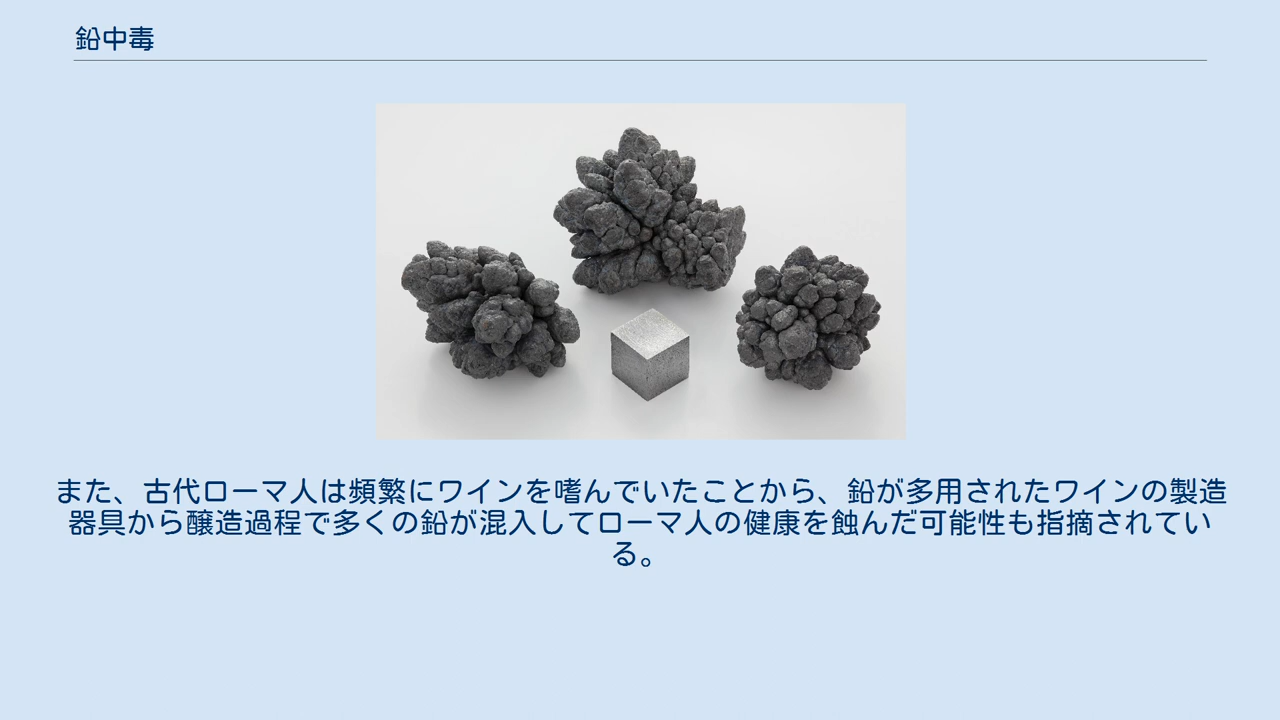 鉛中毒
また、古代ローマ人は頻繁にワインを嗜んでいたことから、鉛が多用されたワインの製造
器具から醸造過程で多くの鉛が混入してローマ人の健康を蝕んだ可能性も指摘されてい
る。